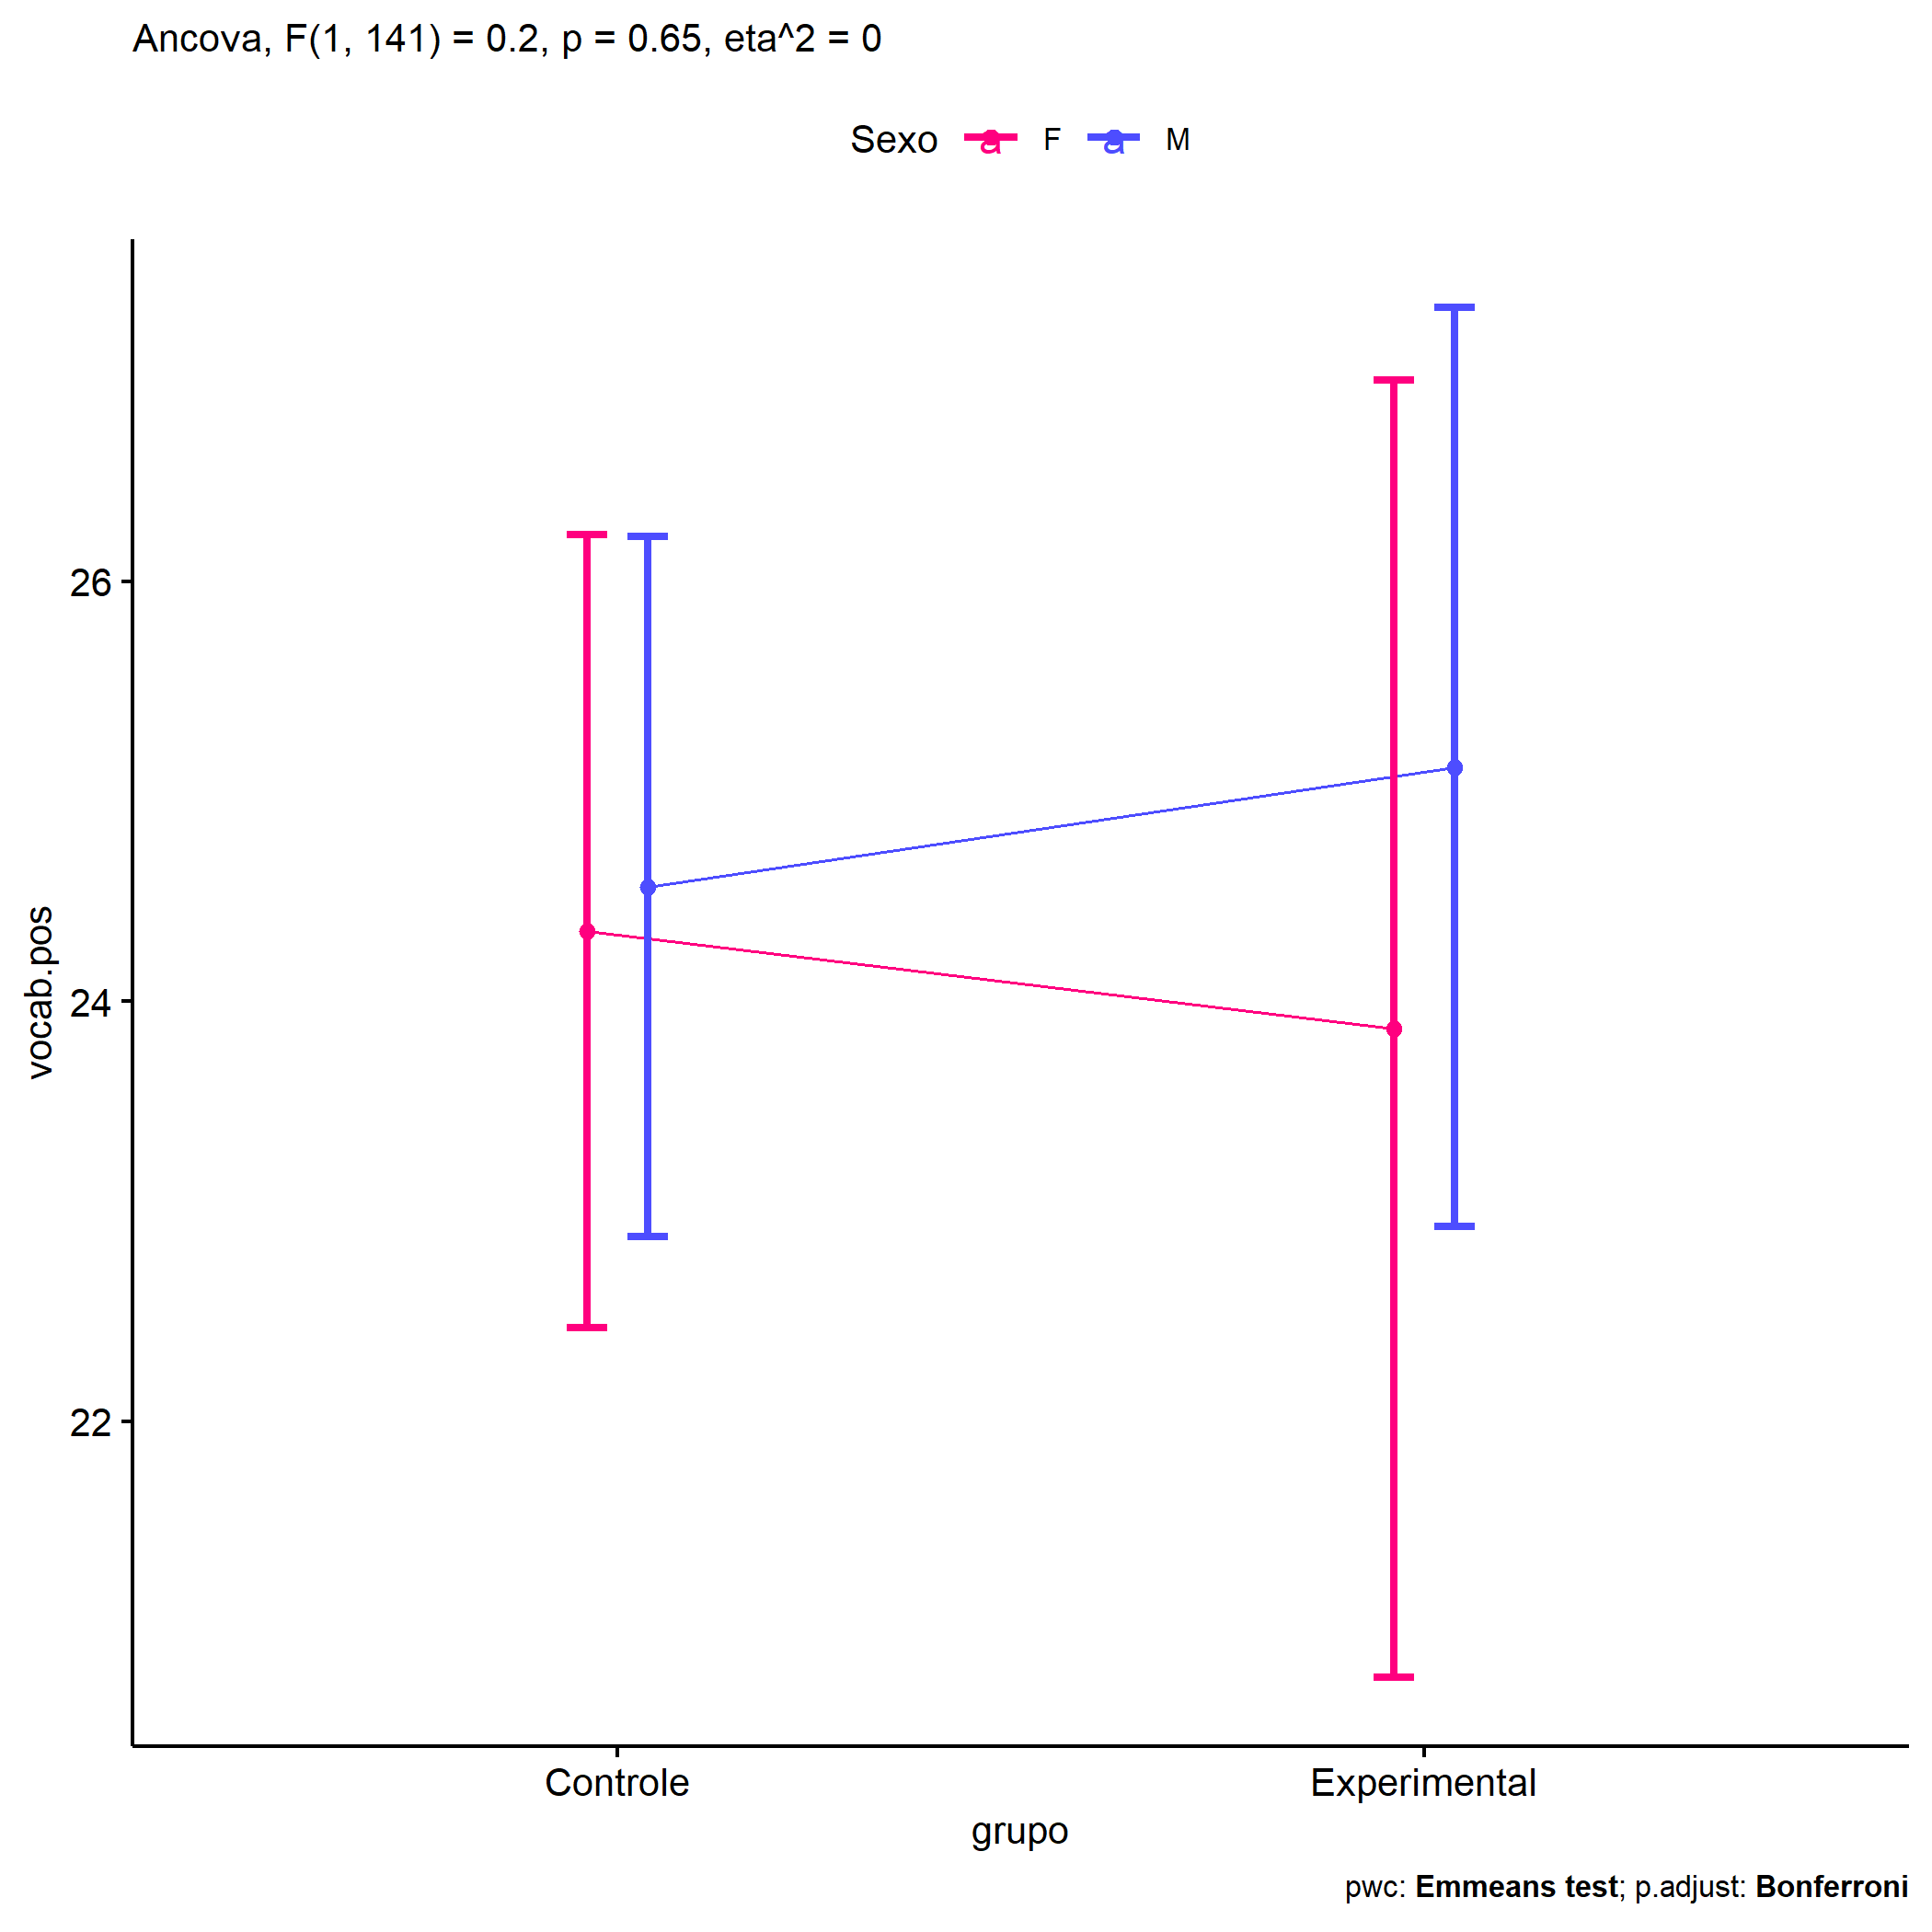 Ancova, F(1, 141) = 0.2, p = 0.65, eta^2 = 0
Sexo a F a M
26
24
22
vocab.pos
Controle Experimental
grupo
pwc: Emmeans test; p.adjust: Bonferroni